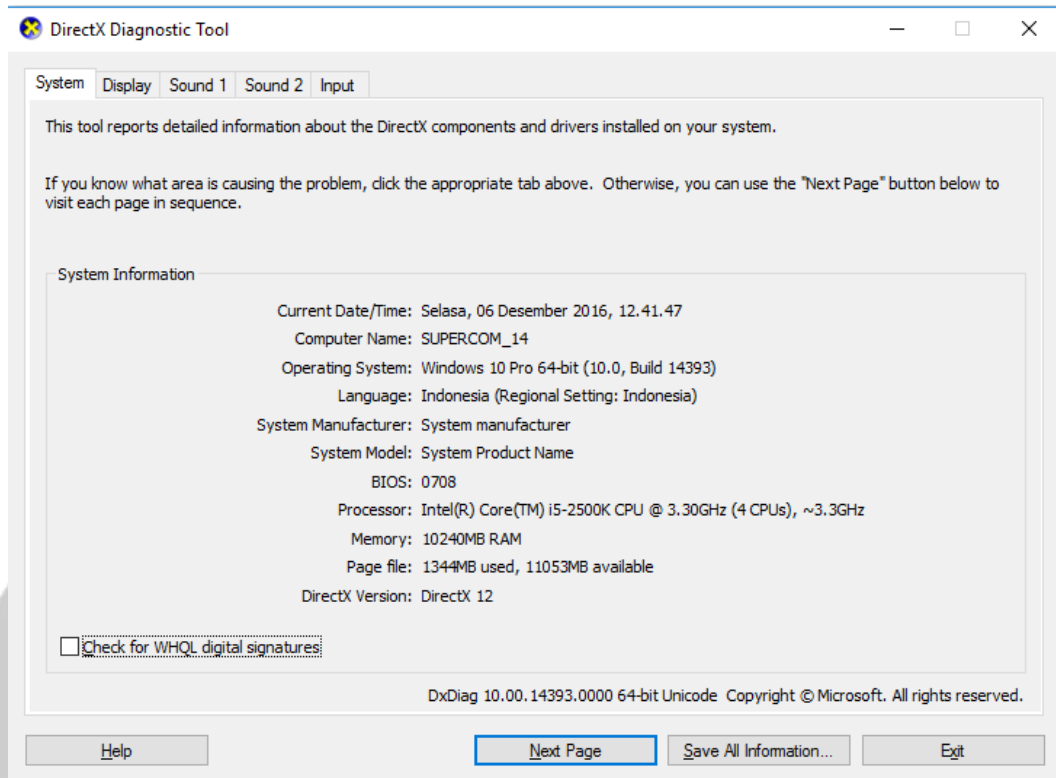 DirectX Diagnostic Tool
System Display Sound 1 Sound 2 Input
This tool reports detailed information about the DirectX components and drivers installed on your system.
If you know what area is causing the problem, click the appropriate tab above.  Otherwise, you can use the "Next Page" button below to
visit each page in sequence.
System Information
Current Date/Time: Selasa, 06 Desember 2016, 12.41.47
Computer Name: SUPERCOM_14
Operating System: Windows 10 Pro 64-bit (10.0, Build 14393)
Language: Indonesia (Regional Setting: Indonesia)
System Manufacturer: System manufacturer
System Model: System Product Name
BIOS: 0708
Processor: Intel(R) Core(TM) i5-2500K CPU @ 3.30GHz (4 CPUs), ~3.3GHz
Memory: 10240MB RAM
Page file: 1344MB used, 11053MB available
DirectX Version: DirectX 12
Check for WHQL digital signatures
DxDiag 10.00.14393.0000 64-bit Unicode  Copyright © Microsoft. All rights reserved.
Help Next Page Save All Information... Exit